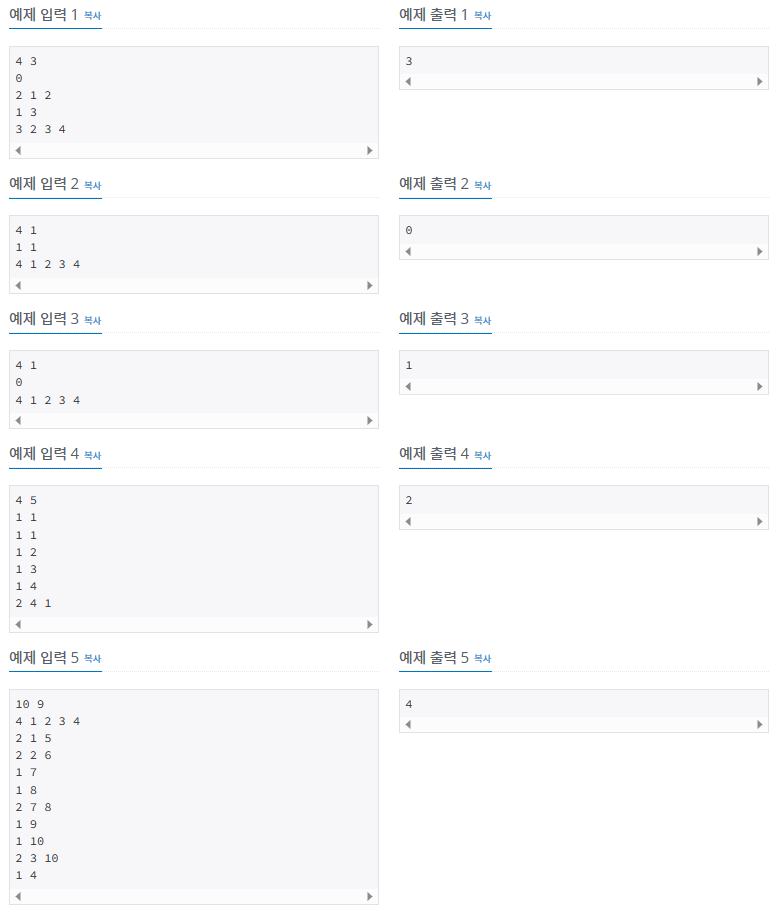 예제 입력 1 복사
4 3
0
2 1 2
1 3
3 2 3 4
예제 출력 1 복사
3
예제 입력 2 복사
4 1
1 1
4 1 2 3 4
예제 출력 2 복사
0
예제 입력 3 복사
4 1
0
4 1 2 3 4
예제 출력 3 복사
1
예제 입력 4 복사
4 5
1 1
1 1
1 2
1 3
1 4
2 4 1
예제 출력 4 복사
2
예제 입력 5 복사
10 9
4 1 2 3 4
2 1 5
2 2 6
1 7
1 8
2 7 8
1 9
1 10
2 3 10
1 4
예제 출력 5 복사
4